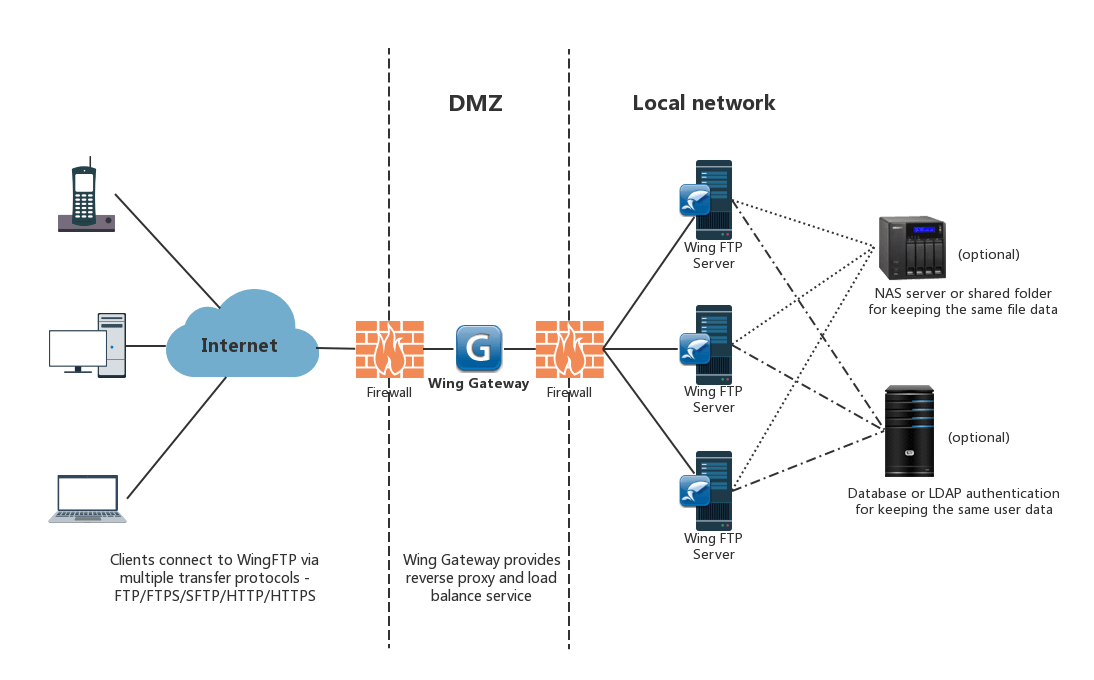 DMZ
Local network
Internet
Firewall
G
Wing Gateway
Firewall
Wing FTP
Server
Wing FTP
Server
Wing FTP
Server
(optional)
NAS server or shared folder
for keeping the same file data
(optional)
Database or LDAP authentication
for keeping the same user data
Clients connect to WingFTP via
multiple transfer protocols -
FTP/FTPS/SFTP/HTTP/HTTPS
Wing Gateway provides
reverse proxy and load
balance service